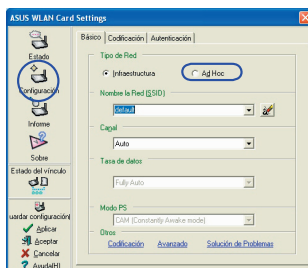 ASUS WLAN Card Settings
Estado
Configuración
Informe
Sobre
Estado del vínculo
uardar configuración(
Aplicar
Aceptar
Cancelar
Ayuda(H)
Básico Codificación Autenticación
Tipo de Red
Infraestructura Ad Hoc
Nombre la Red (SSID)
default
Canal
Auto
Tasa de datos
Fully Auto
Modo PS
CAM (Constantly Awake mode)
Otros
Codificación Avanzado Solución de Problemas